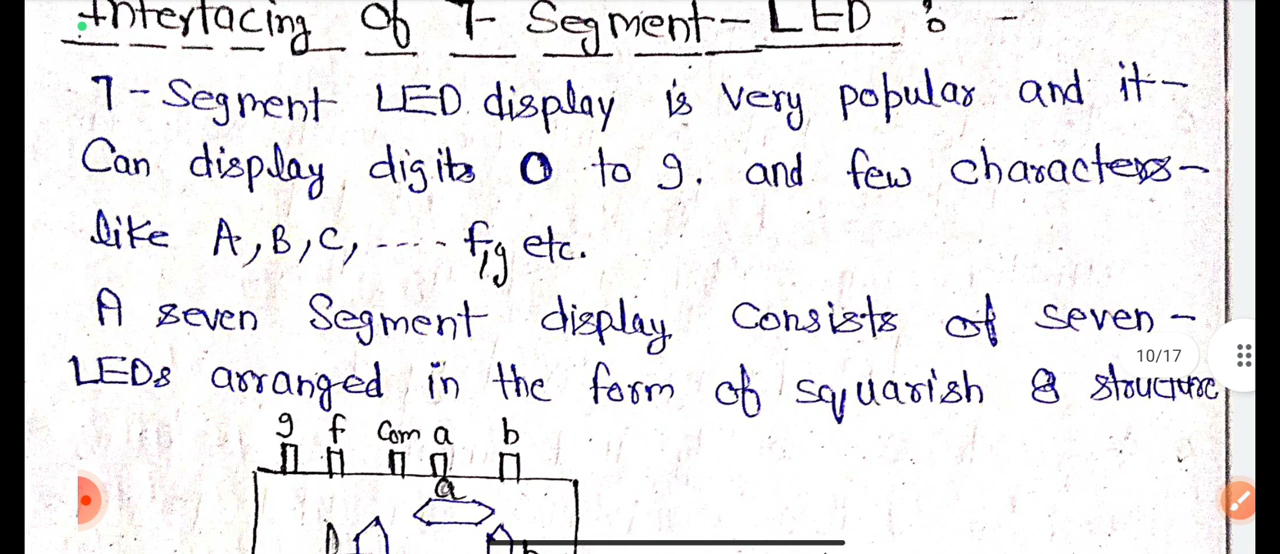 Interfacing Of 7- Segment- LED : -
7- Segment LED display is very popular and it-
Can display digits 0 to 9. and few characters-
like A, B, C, ---- f,g etc.
A seven Segment display Consists of seven -
LEDs arranged in the form of squarish 8 structure
10/17
g f Com a b
a
b